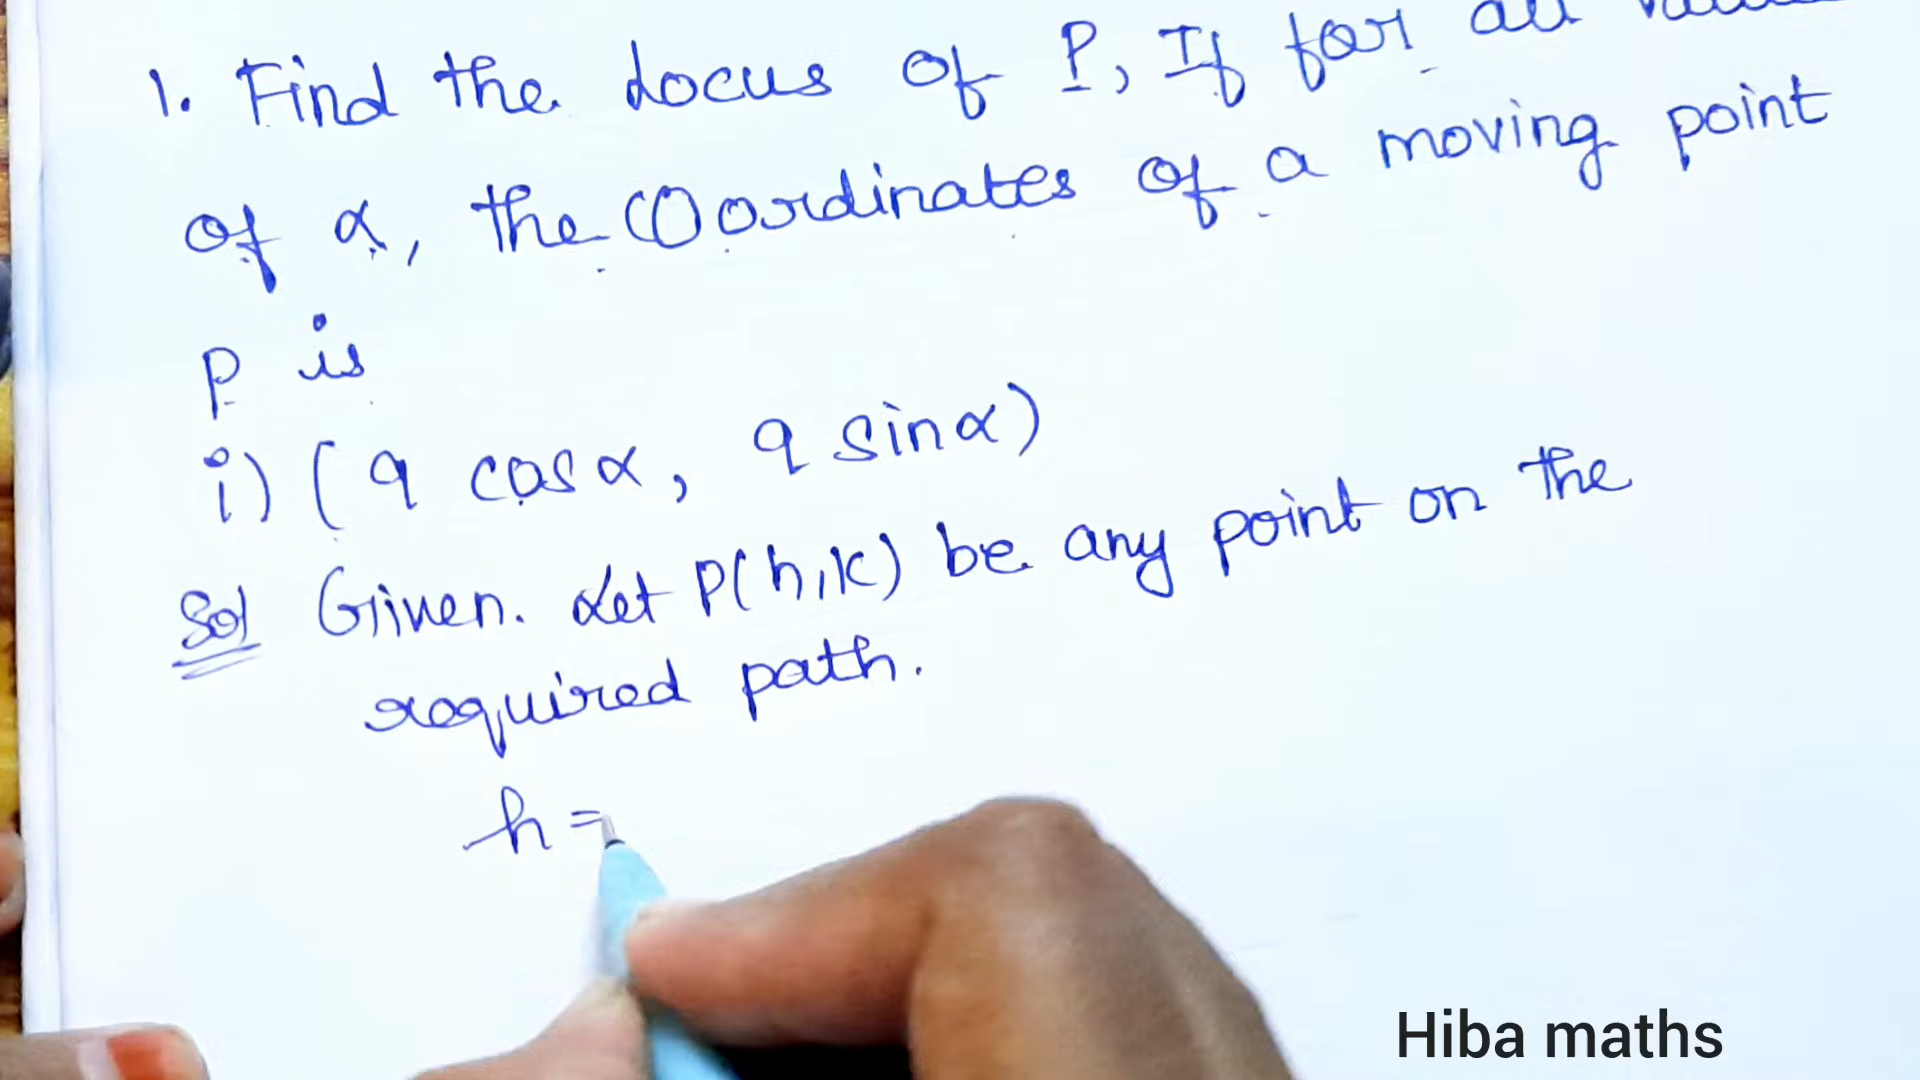 1. Find the Locus of P, If for all
of α, the Coordinates of a moving point
P is
i) (9 cosα, 9 sinα)
Sol Given. Let P(h,k) be any point on the
required path.
h =
Hiba maths